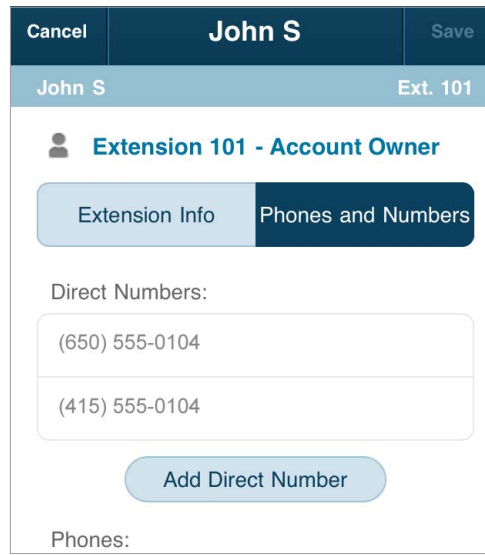 Cancel John S Save
John S Ext. 101
Extension 101 - Account Owner
Extension Info Phones and Numbers
Direct Numbers:
(650) 555-0104
(415) 555-0104
Add Direct Number
Phones: